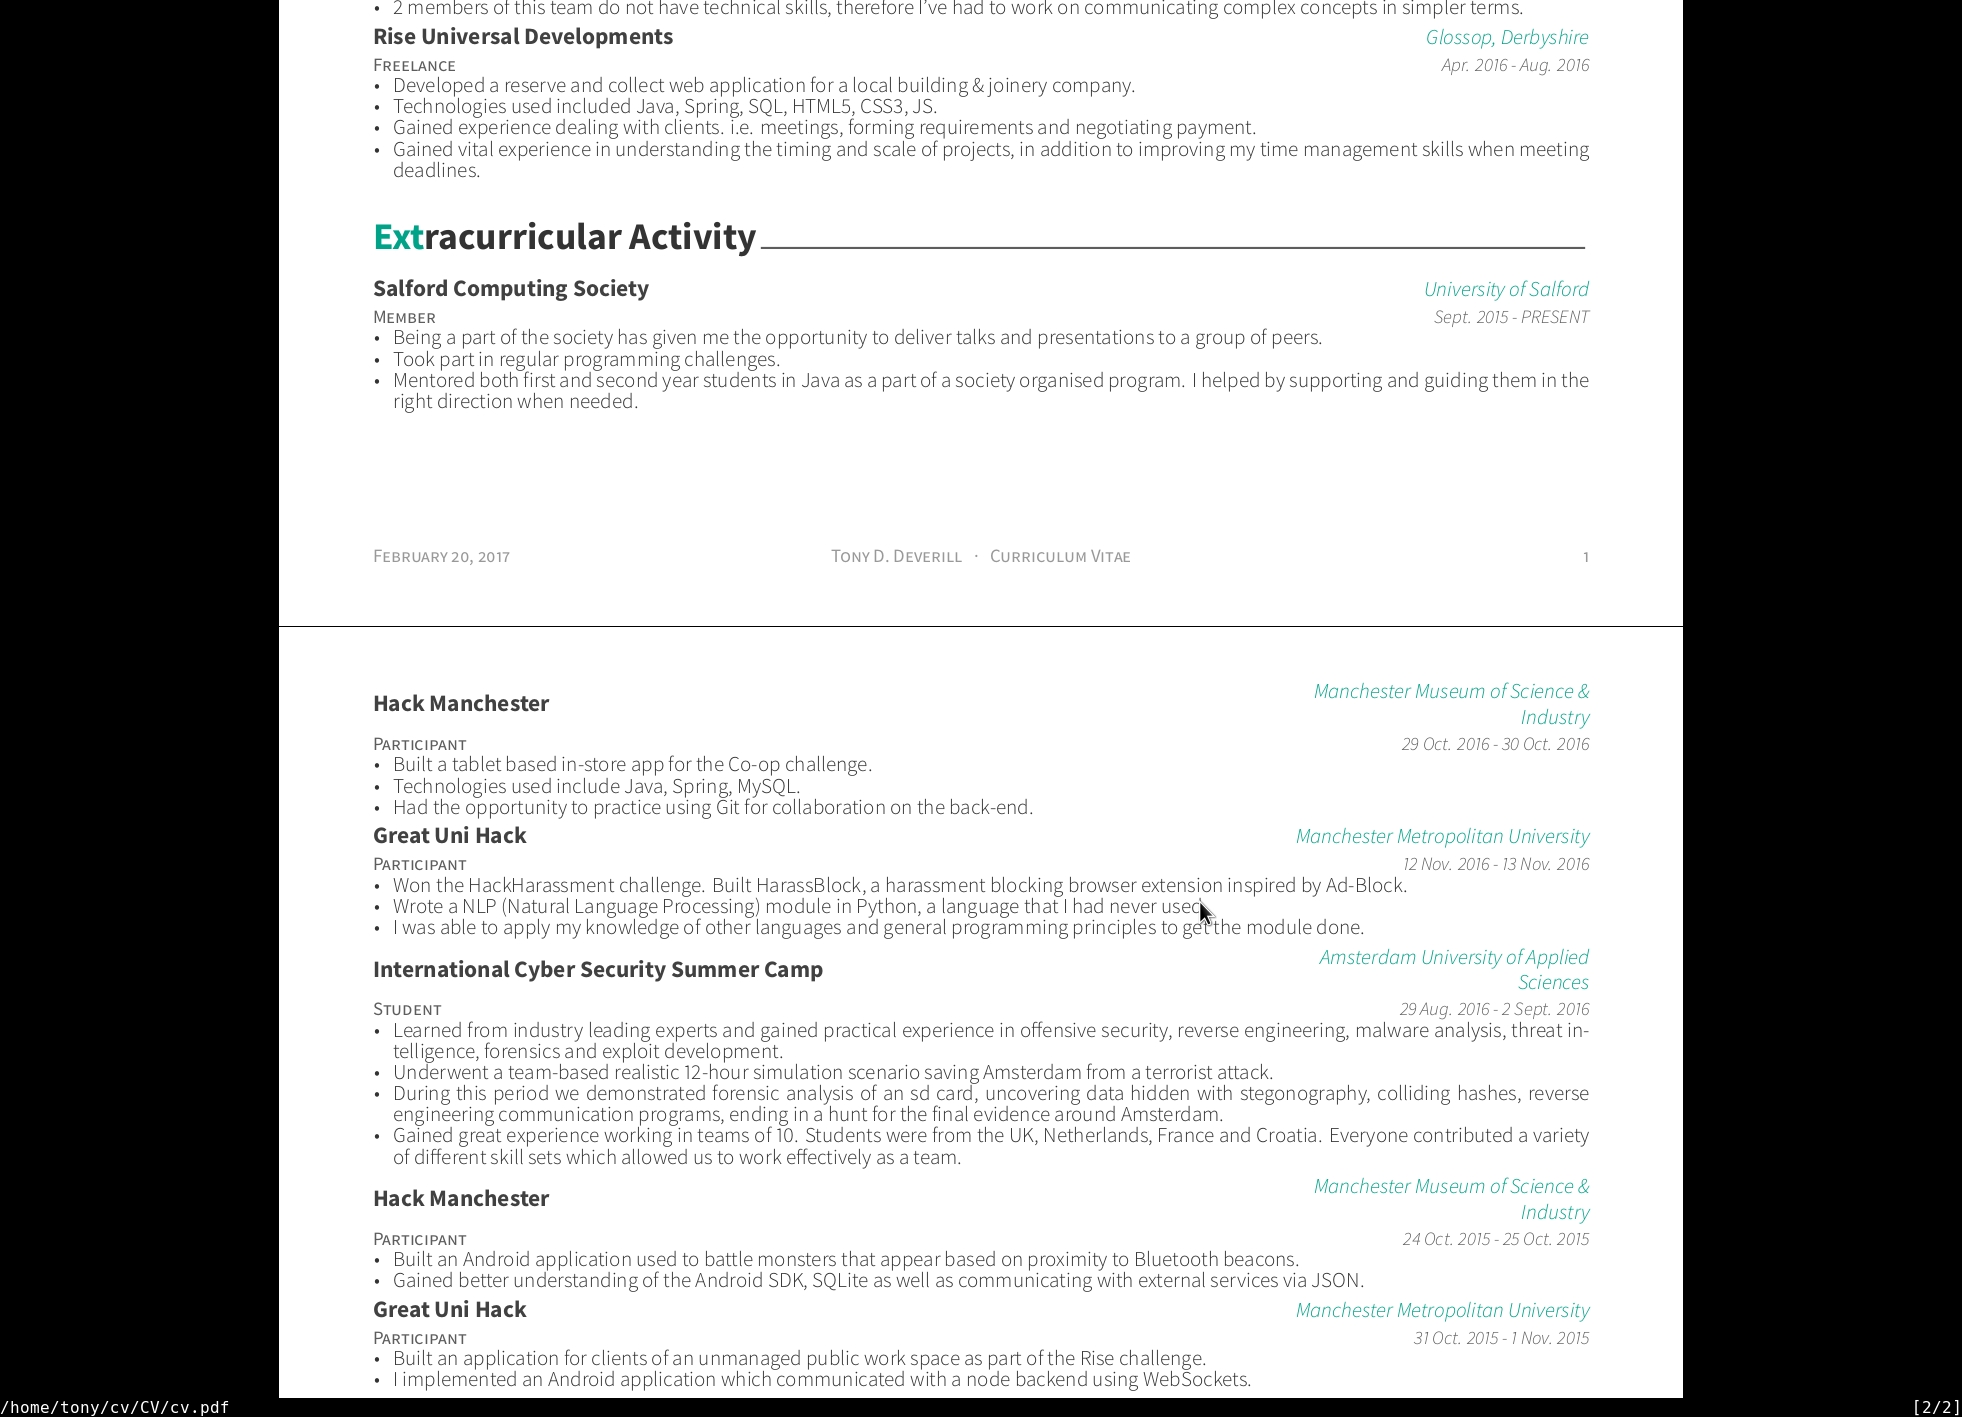 • 2 members of this team do not have technical skills, therefore I've had to work on communicating complex concepts in simpler terms.
Rise Universal Developments Glossop, Derbyshire
Freelance Apr. 2016 - Aug. 2016
• Developed a reserve and collect web application for a local building & joinery company.
• Technologies used included Java, Spring, SQL, HTML5, CSS3, JS.
• Gained experience dealing with clients. i.e. meetings, forming requirements and negotiating payment.
• Gained vital experience in understanding the timing and scale of projects, in addition to improving my time management skills when meeting
deadlines.
Extracurricular Activity
Salford Computing Society University of Salford
Member Sept. 2015 - PRESENT
• Being a part of the society has given me the opportunity to deliver talks and presentations to a group of peers.
• Took part in regular programming challenges.
• Mentored both first and second year students in Java as a part of a society organised program. I helped by supporting and guiding them in the
right direction when needed.
February 20, 2017 Tony D. Deverill · Curriculum Vitae 1
Hack Manchester Manchester Museum of Science &
Industry
Participant 29 Oct. 2016 - 30 Oct. 2016
• Built a tablet based in-store app for the Co-op challenge.
• Technologies used include Java, Spring, MySQL.
• Had the opportunity to practice using Git for collaboration on the back-end.
Great Uni Hack Manchester Metropolitan University
Participant 12 Nov. 2016 - 13 Nov. 2016
• Won the HackHarassment challenge. Built HarassBlock, a harassment blocking browser extension inspired by Ad-Block.
• Wrote a NLP (Natural Language Processing) module in Python, a language that I had never used
• I was able to apply my knowledge of other languages and general programming principles to get the module done.
International Cyber Security Summer Camp Amsterdam University of Applied
Sciences
Student 29 Aug. 2016 - 2 Sept. 2016
• Learned from industry leading experts and gained practical experience in offensive security, reverse engineering, malware analysis, threat in-
telligence, forensics and exploit development.
• Underwent a team-based realistic 12-hour simulation scenario saving Amsterdam from a terrorist attack.
• During this period we demonstrated forensic analysis of an sd card, uncovering data hidden with stegonography, colliding hashes, reverse
engineering communication programs, ending in a hunt for the final evidence around Amsterdam.
• Gained great experience working in teams of 10. Students were from the UK, Netherlands, France and Croatia. Everyone contributed a variety
of different skill sets which allowed us to work effectively as a team.
Hack Manchester Manchester Museum of Science &
Industry
Participant 24 Oct. 2015 - 25 Oct. 2015
• Built an Android application used to battle monsters that appear based on proximity to Bluetooth beacons.
• Gained better understanding of the Android SDK, SQLite as well as communicating with external services via JSON.
Great Uni Hack Manchester Metropolitan University
Participant 31 Oct. 2015 - 1 Nov. 2015
• Built an application for clients of an unmanaged public work space as part of the Rise challenge.
• I implemented an Android application which communicated with a node backend using WebSockets.
/home/tony/cv/CV/cv.pdf [2/2]